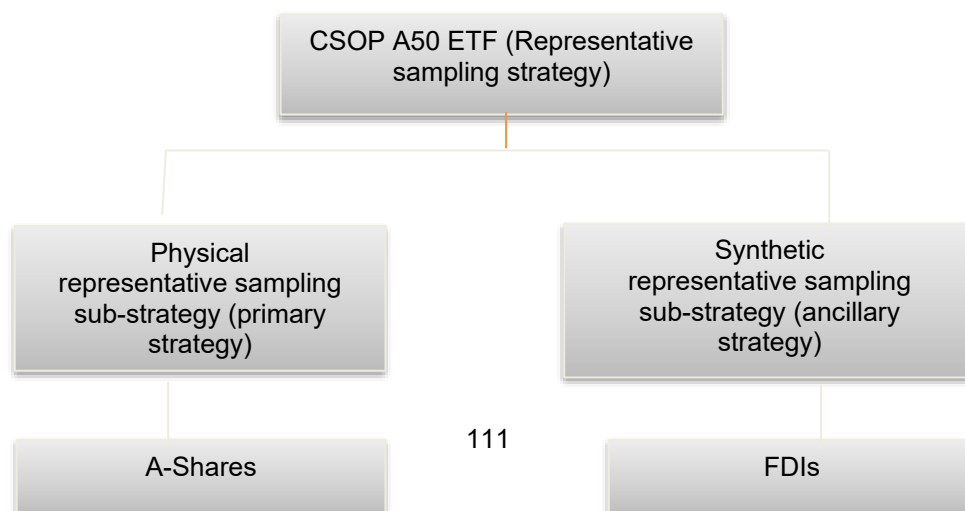 CSOP A50 ETF (Representative
sampling strategy)
Physical
representative sampling
sub-strategy (primary
strategy)
Synthetic
representative sampling
sub-strategy (ancillary
strategy)
A-Shares
111
FDIs